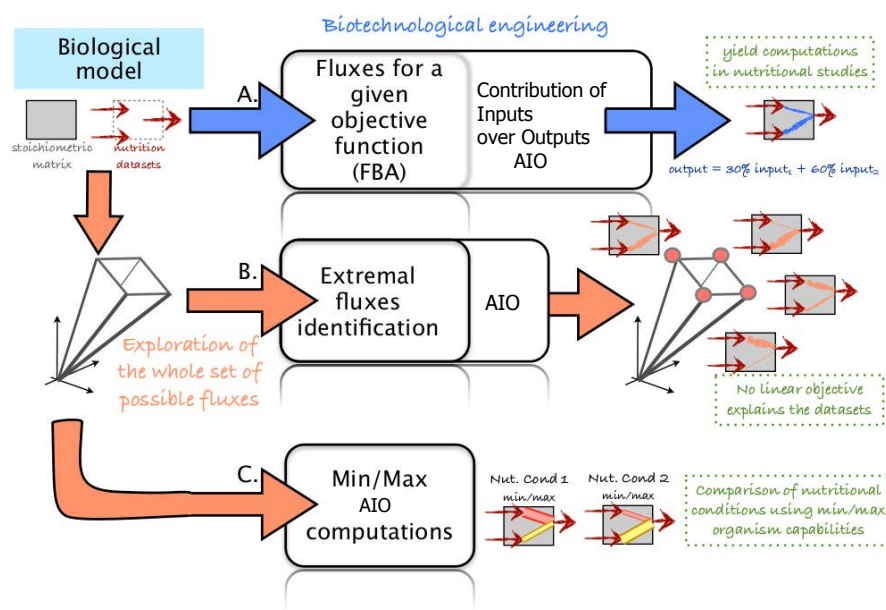 Biotechnological engineering
Biological
model
stoichiometric
matrix
nutrition
datasets
A.
Fluxes for a
given
objective
function
(FBA)
Contribution of
Inputs
over Outputs
AIO
yield computations
in nutritional studies
output = 30% input₁ + 60% input₂
B.
Extremal
fluxes
identification
AIO
Exploration of
the whole set of
possible fluxes
No linear objective
explains the datasets
C.
Min/Max
AIO
computations
Nut. Cond 1
min/max
Nut. Cond 2
min/max
Comparison of nutritional
conditions using min/max
organism capabilities